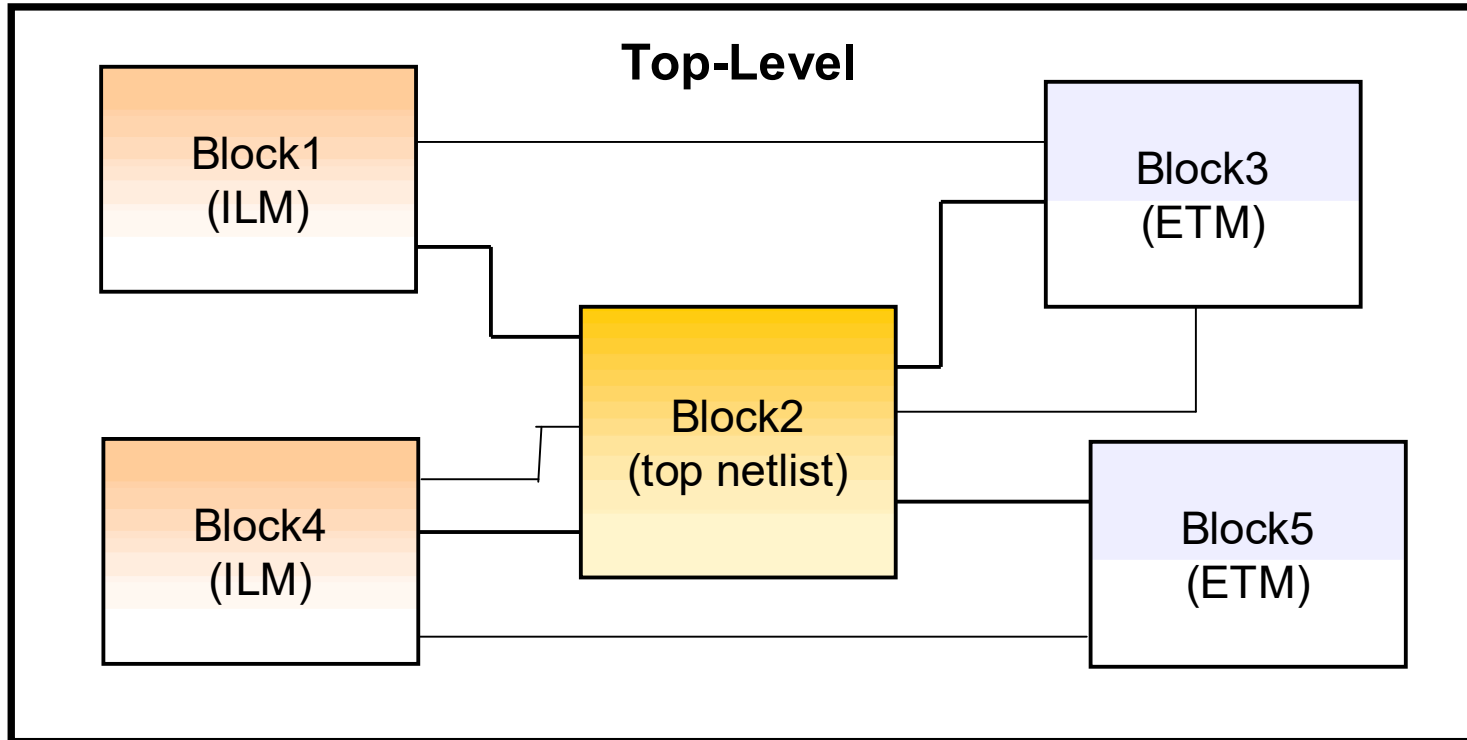 Top-Level
Block1
(ILM)
Block3
(ETM)
Block2
(top netlist)
Block4
(ILM)
Block5
(ETM)